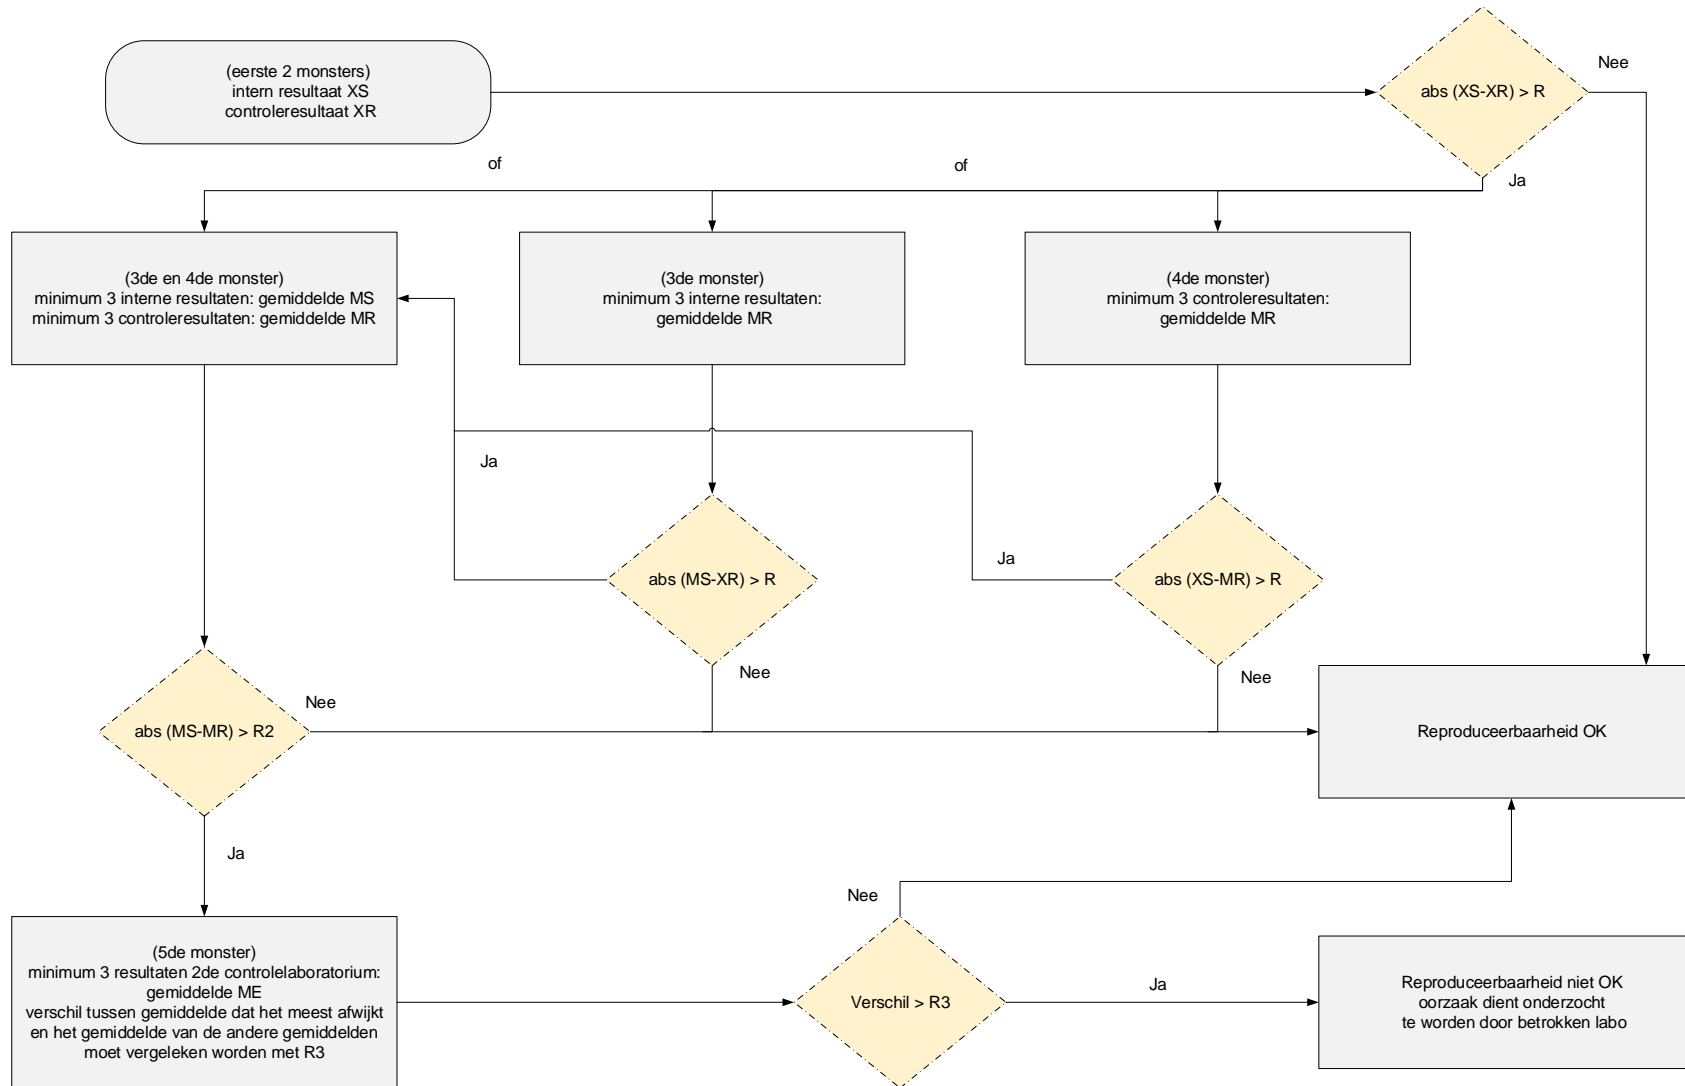 (eerste 2 monsters)
intern resultaat XS
controleresultaat XR
abs (XS-XR) > R
Nee
Ja
of
of
(3de en 4de monster)
minimum 3 interne resultaten: gemiddelde MS
minimum 3 controleresultaten: gemiddelde MR
(3de monster)
minimum 3 interne resultaten:
gemiddelde MR
(4de monster)
minimum 3 controleresultaten:
gemiddelde MR
Ja
abs (MS-XR) > R
Nee
Ja
abs (XS-MR) > R
Nee
abs (MS-MR) > R2
Nee
Ja
Reproduceerbaarheid OK
(5de monster)
minimum 3 resultaten 2de controlelaboratorium:
gemiddelde ME
verschil tussen gemiddelde dat het meest afwijkt
en het gemiddelde van de andere gemiddelden
moet vergeleken worden met R3
Nee
Verschil > R3
Ja
Reproduceerbaarheid niet OK
oorzaak dient onderzocht
te worden door betrokken labo